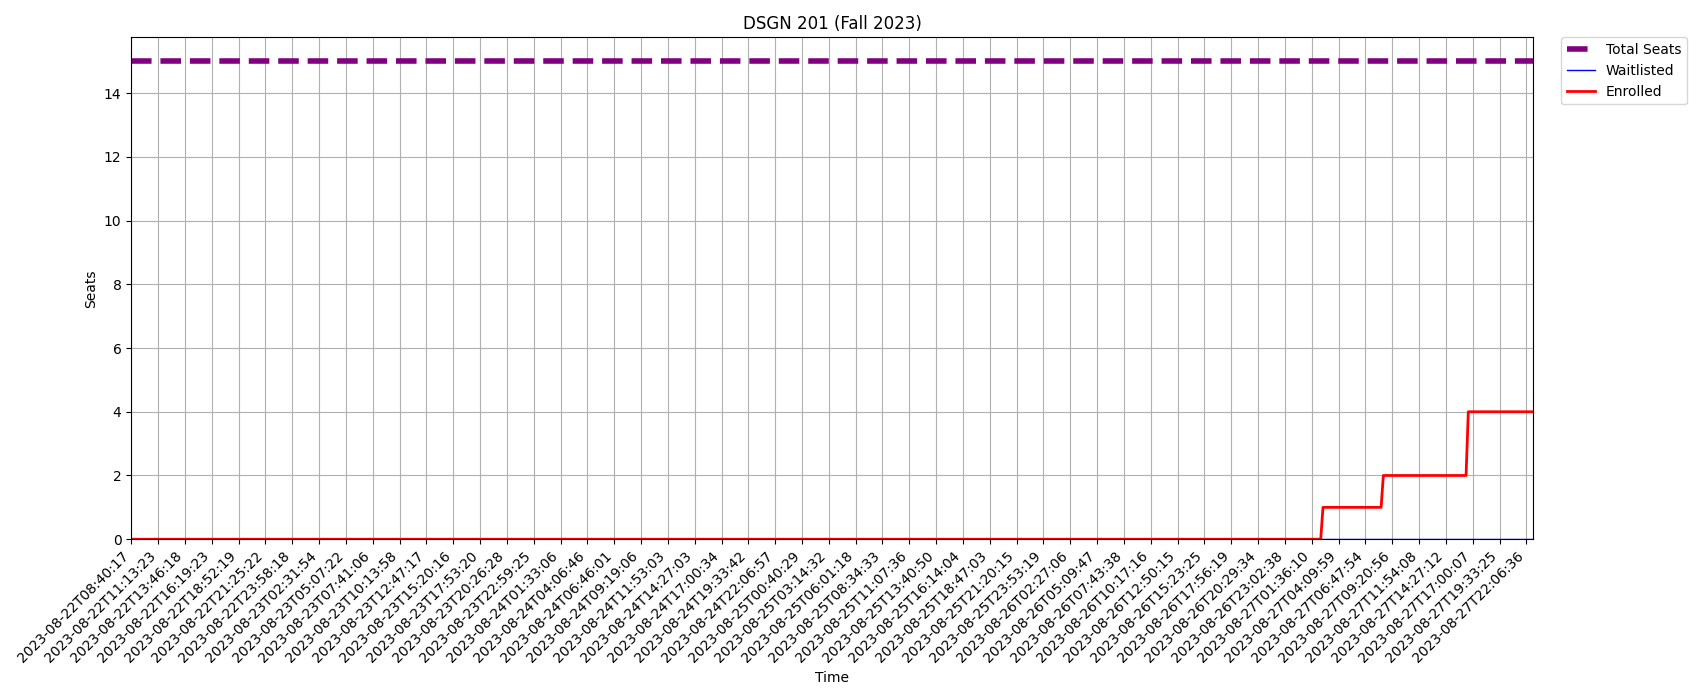 DSGN 201 (Fall 2023)
Total Seats
Waitlisted
Enrolled
Seats
14
12
10
8
6
4
2
0
2023-08-22T08:40:17
2023-08-22T11:13:23
2023-08-22T13:46:18
2023-08-22T16:19:23
2023-08-22T18:52:19
2023-08-22T21:25:22
2023-08-22T23:58:18
2023-08-23T02:31:54
2023-08-23T05:07:22
2023-08-23T07:41:06
2023-08-23T10:13:58
2023-08-23T12:47:17
2023-08-23T15:20:16
2023-08-23T17:53:20
2023-08-23T20:26:28
2023-08-23T22:59:25
2023-08-24T01:33:06
2023-08-24T04:06:46
2023-08-24T06:46:01
2023-08-24T09:19:06
2023-08-24T11:53:03
2023-08-24T14:27:03
2023-08-24T17:00:34
2023-08-24T19:33:42
2023-08-24T22:06:57
2023-08-25T00:40:29
2023-08-25T03:14:32
2023-08-25T06:01:18
2023-08-25T08:34:33
2023-08-25T11:07:36
2023-08-25T13:40:50
2023-08-25T16:14:04
2023-08-25T18:47:03
2023-08-25T21:20:15
2023-08-25T23:53:19
2023-08-26T02:27:06
2023-08-26T05:09:47
2023-08-26T07:43:38
2023-08-26T10:17:16
2023-08-26T12:50:15
2023-08-26T15:23:25
2023-08-26T17:56:19
2023-08-26T20:29:34
2023-08-26T23:02:38
2023-08-27T01:36:10
2023-08-27T04:09:59
2023-08-27T06:47:54
2023-08-27T09:20:56
2023-08-27T11:54:08
2023-08-27T14:27:12
2023-08-27T17:00:07
2023-08-27T19:33:25
2023-08-27T22:06:36
Time